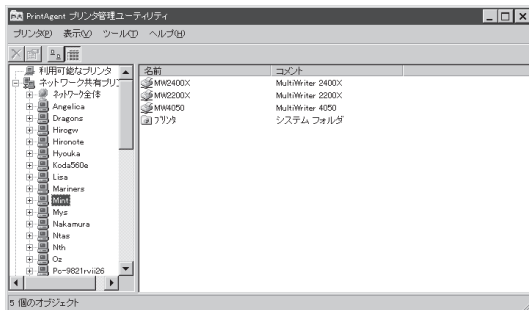 PrintAgent プリンタ管理ユーティリティ
プリンタ(P) 表示(V) ツール(T) ヘルプ(H)
利用可能なプリンタ
ネットワーク共有プリ
ネットワーク全体
Angelica
Dragons
Hirogw
Hironote
Hyouka
Koda560e
Lisa
Mariners
Mint
Mys
Nakamura
Ntas
Nth
Oz
Pc-9821rvii26
名前 コメント
MW2400X MultiWriter 2400X
MW2200X MultiWriter 2200X
MW4050 MultiWriter 4050
プリンタ システム フォルダ
5 個のオブジェクト